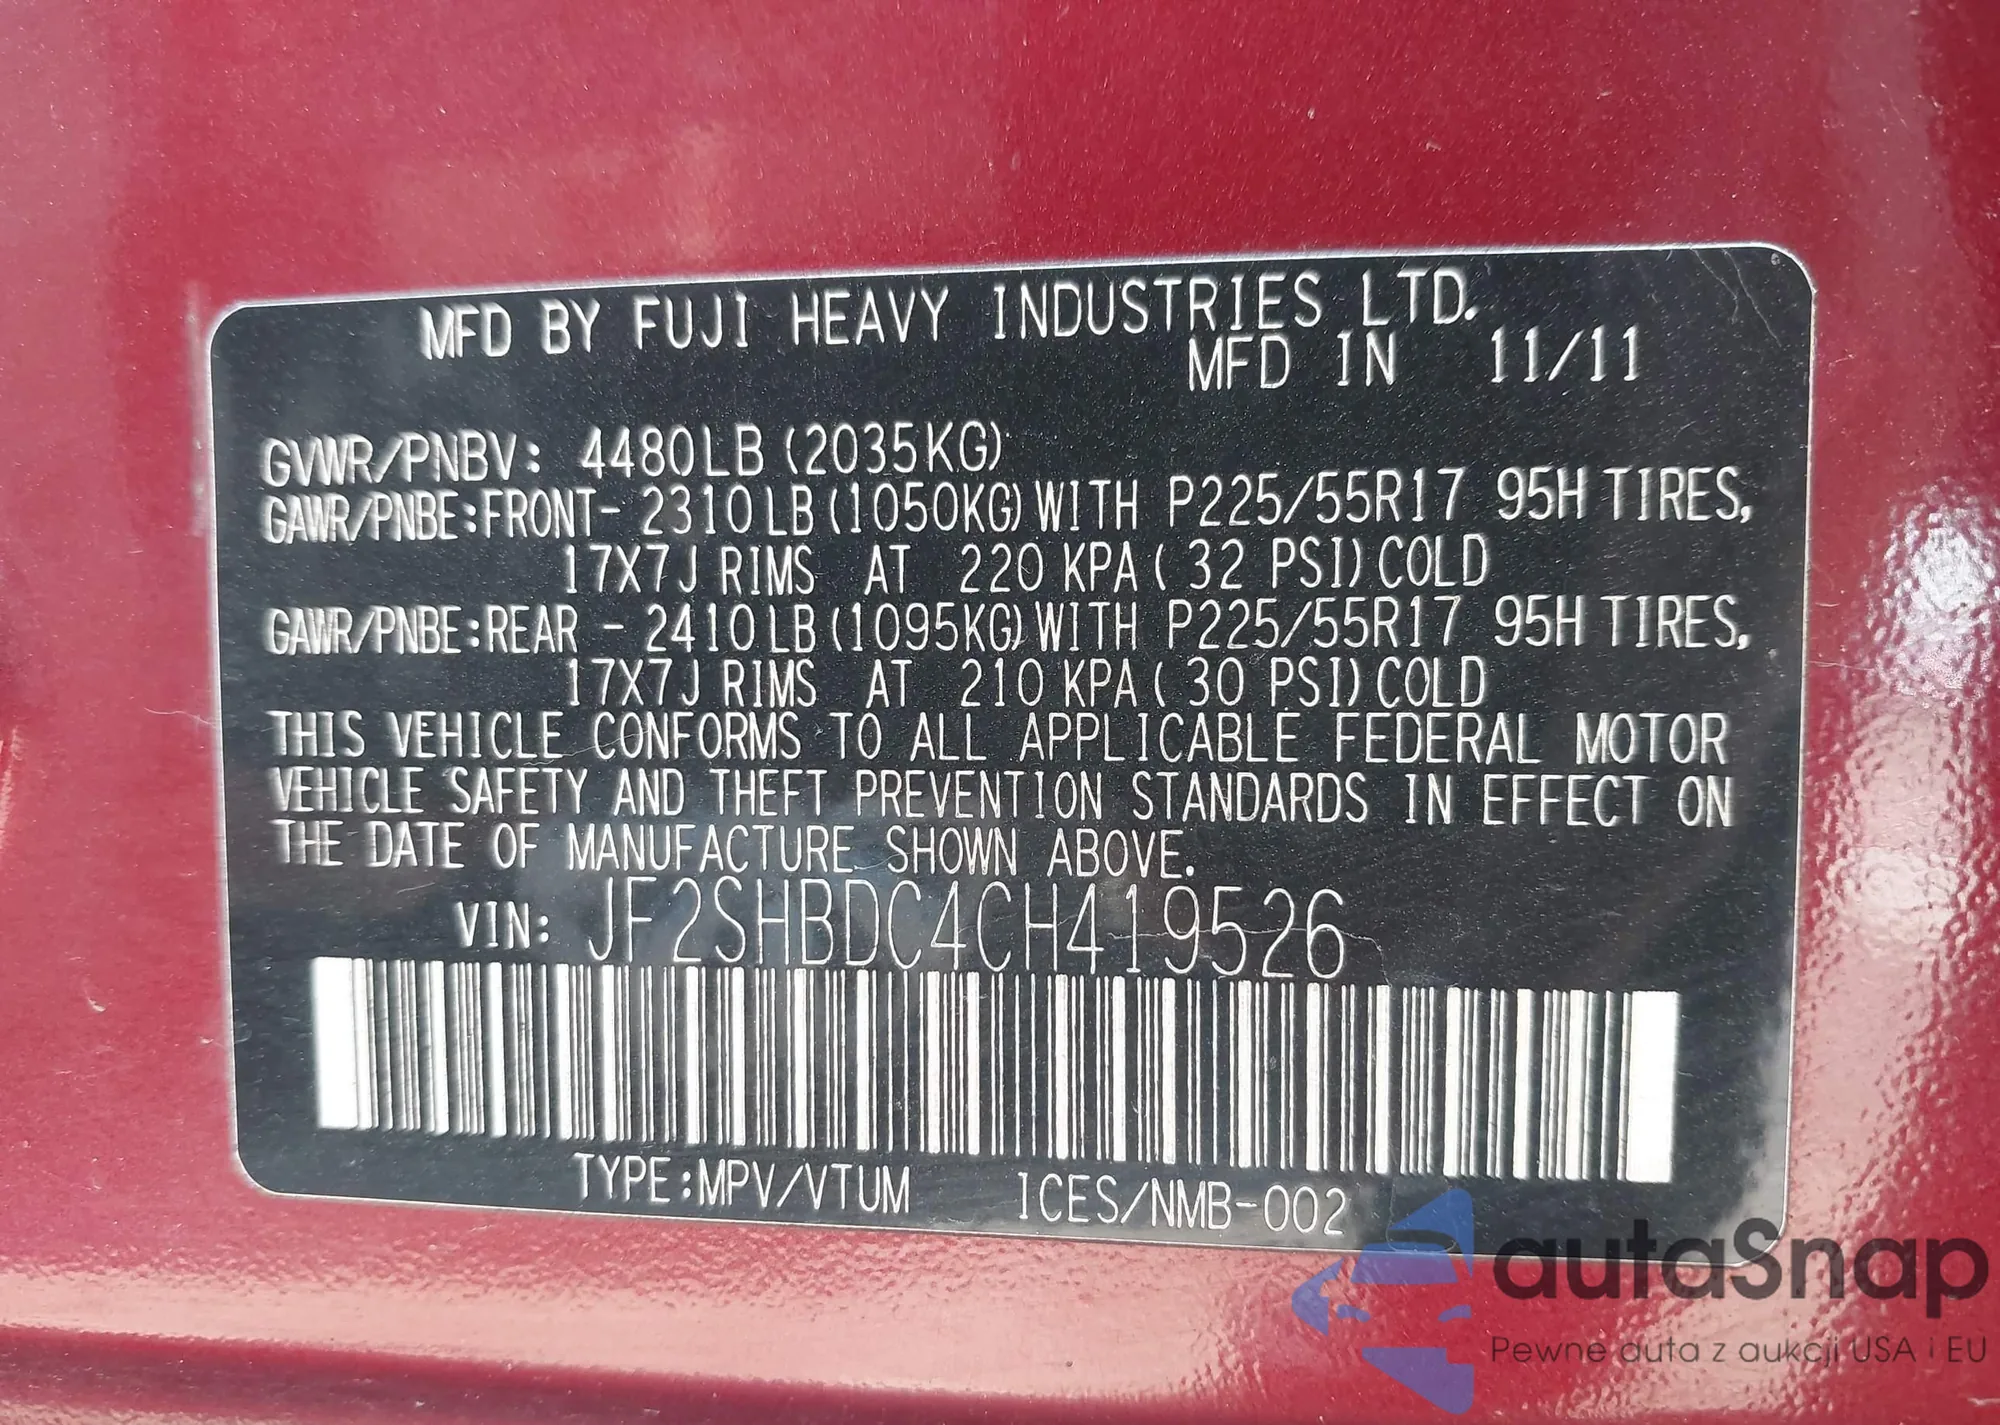 MFD BY FUJI HEAVY INDUSTRIES LTD.
MFD IN 11/11
GVWR/PNBV: 4480LB (2035KG)
GAWR/PNBE:FRONT- 2310LB(1050KG)WITH P225/55R17 95H TIRES,
17X7J RIMS AT 220 KPA( 32 PSI)COLD
GAWR/PNBE:REAR - 2410LB(1095KG)WITH P225/55R17 95H TIRES,
17X7J RIMS AT 210 KPA( 30 PSI)COLD
THIS VEHICLE CONFORMS TO ALL APPLICABLE FEDERAL MOTOR
VEHICLE SAFETY AND THEFT PREVENTION STANDARDS IN EFFECT ON
THE DATE OF MANUFACTURE SHOWN ABOVE.
VIN: JF2SHBDC4CH419526
TYPE:MPV/VTUM ICES/NMB-002
autaSnap
Pewne auta z aukcji USA i EU